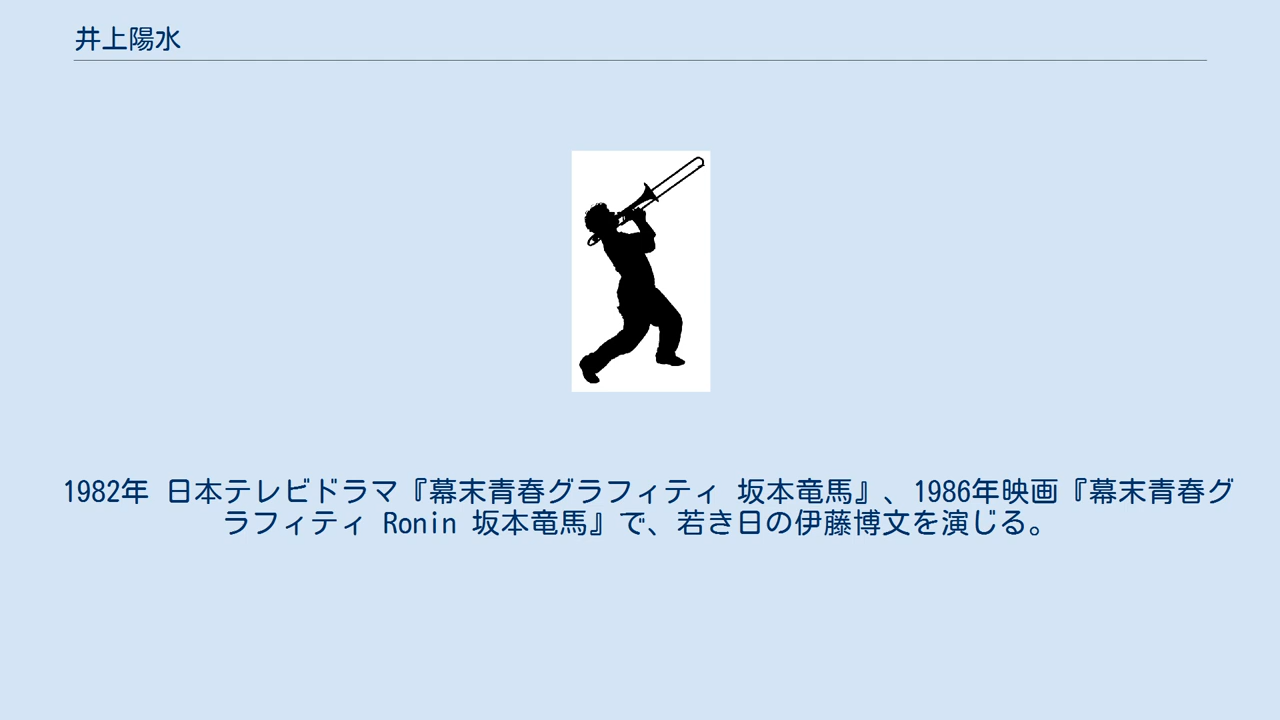 井上陽水
1982年 日本テレビドラマ『幕末青春グラフィティ 坂本竜馬』、1986年映画『幕末青春グ
ラフィティ Ronin 坂本竜馬』で、若き日の伊藤博文を演じる。